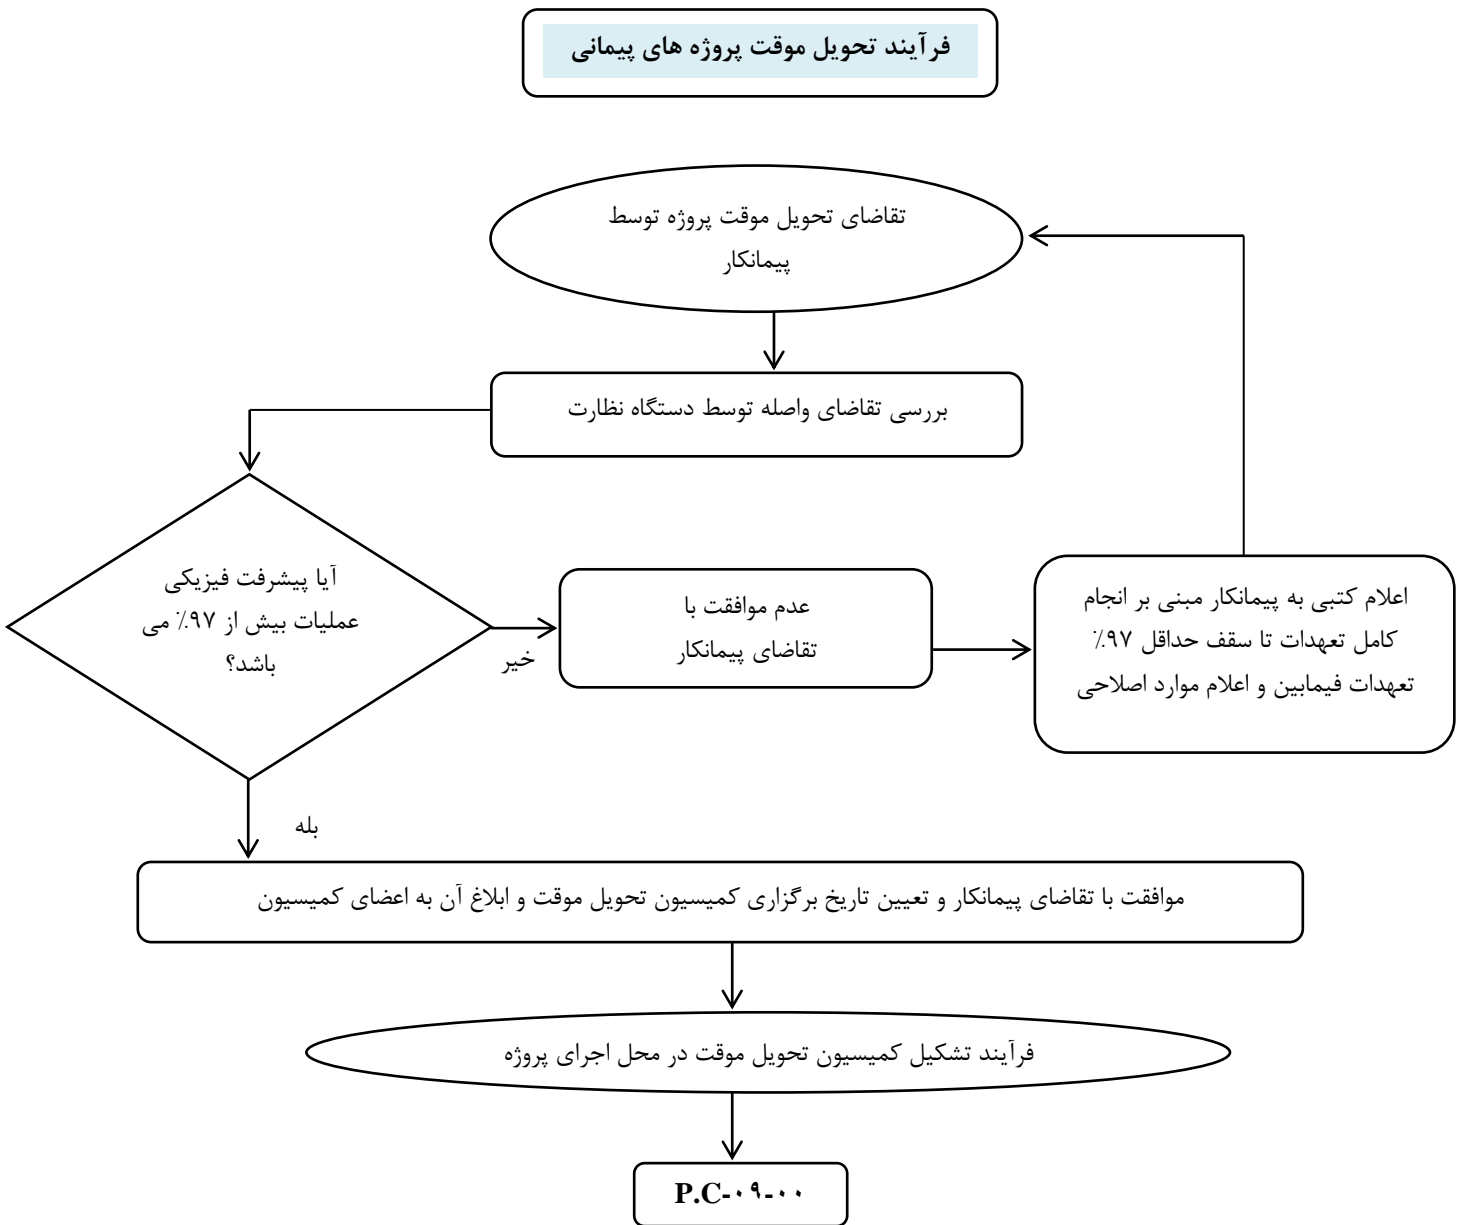 فرآیند تحویل موقت پروژه های پیمانی
تقاضای تحویل موقت پروژه توسط
پیمانکار
بررسی تقاضای واصله توسط دستگاه نظارت
آیا پیشرفت فیزیکی
عملیات بیش از ۹۷٪ می
باشد؟
خیر
عدم موافقت با
تقاضای پیمانکار
اعلام کتبی به پیمانکار مبنی بر انجام
کامل تعهدات تا سقف حداقل ۹۷٪
تعهدات فیمابین و اعلام موارد اصلاحی
بله
موافقت با تقاضای پیمانکار و تعیین تاریخ برگزاری کمیسیون تحویل موقت و ابلاغ آن به اعضای کمیسیون
فرآیند تشکیل کمیسیون تحویل موقت در محل اجرای پروژه
P.C-۰۹-۰۰